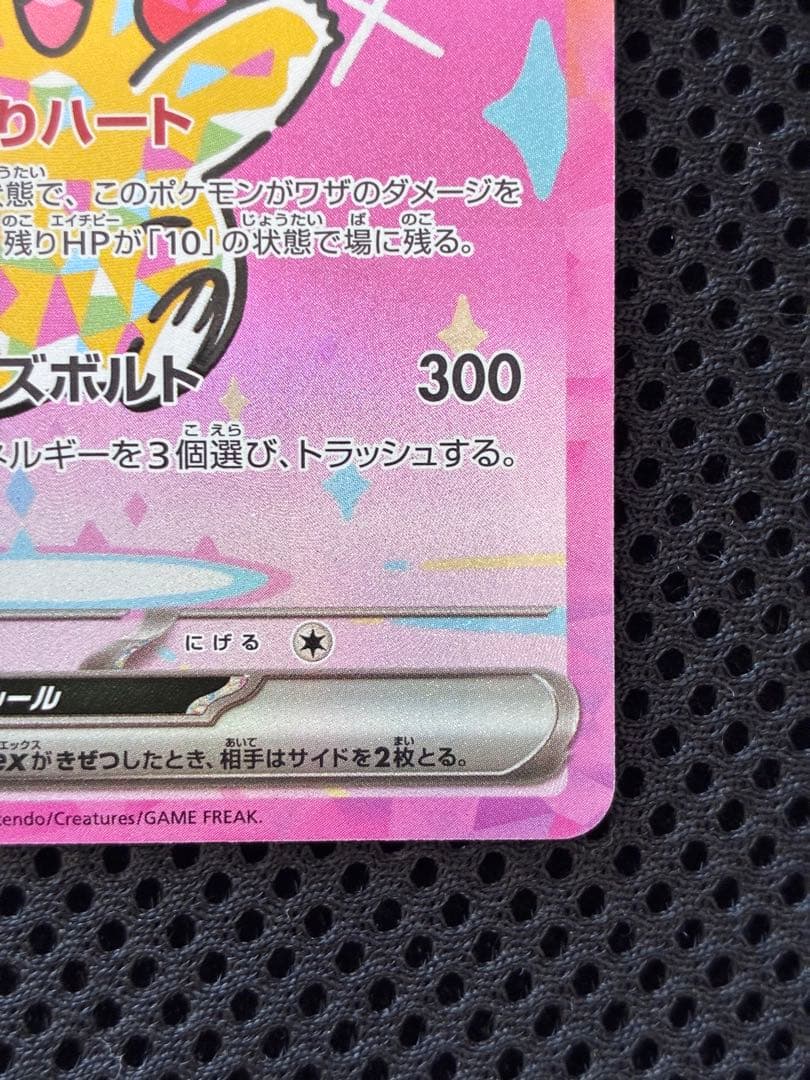 りハート
うたい
態で、このポケモンがワザのダメージを
のこ エイチピー じょうたい ば のこ
残りHPが「10」の状態で場に残る。
ズボルト 300
こ えら
ネルギーを3個選び、トラッシュする。
にげる
ルール
エックス あいて まい
exがきぜつしたとき、相手はサイドを2枚とる。
tendo/Creatures/GAME FREAK.